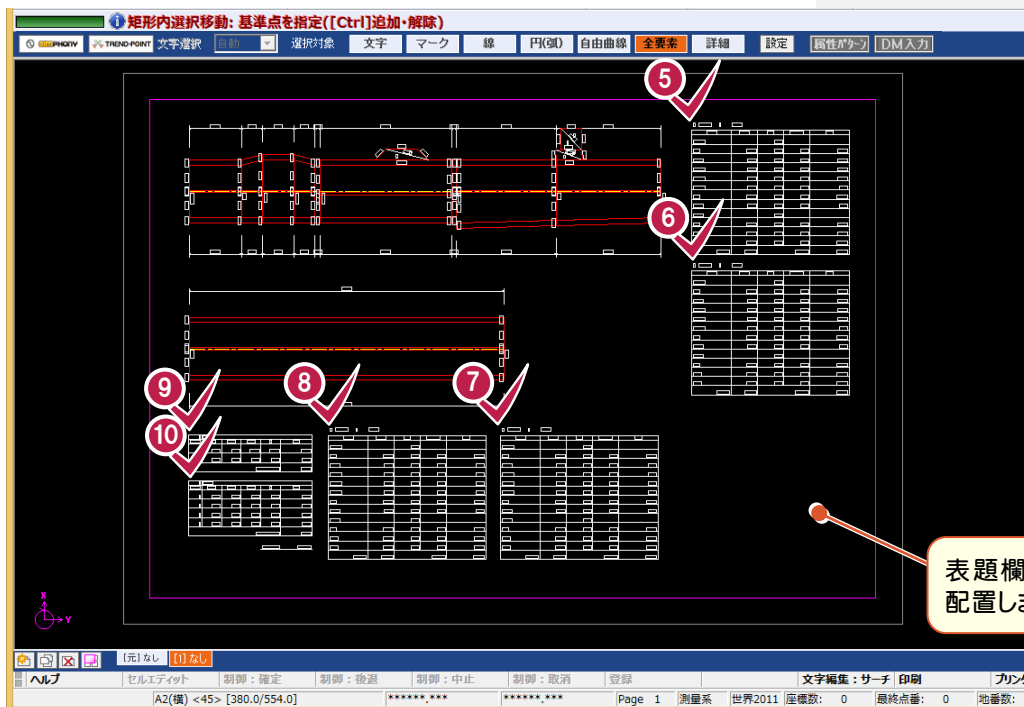 矩形内選択移動: 基準点を指定([Ctrl]追加・解除)
TREND-POINT 文字選択 自動 選択対象 文字 マーク 線 円(弧) 自由曲線 全要素 詳細 設定 属性パターン DM入力
5
6
9
8
7
10
表題欄
配置しま
X
Y
[元]なし [1]なし
ヘルプ セルエディット 制御:確定 制御:後退 制御:中止 制御:取消 登録 文字編集:サーチ 印刷 プリンタ
A2(横) <45> [380.0/554.0] ******.*** ******.*** Page 1 測量系 世界2011 座標数: 0 最終点番: 0 地番数: